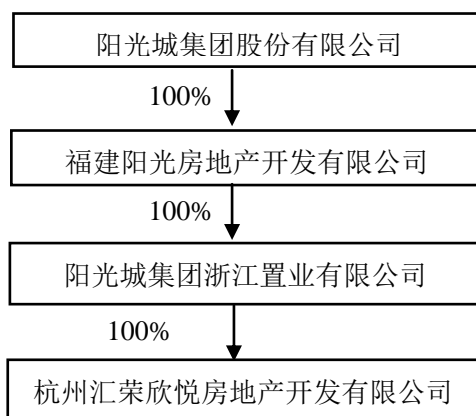 阳光城集团股份有限公司
100%
福建阳光房地产开发有限公司
100%
阳光城集团浙江置业有限公司
100%
杭州汇荣欣悦房地产开发有限公司